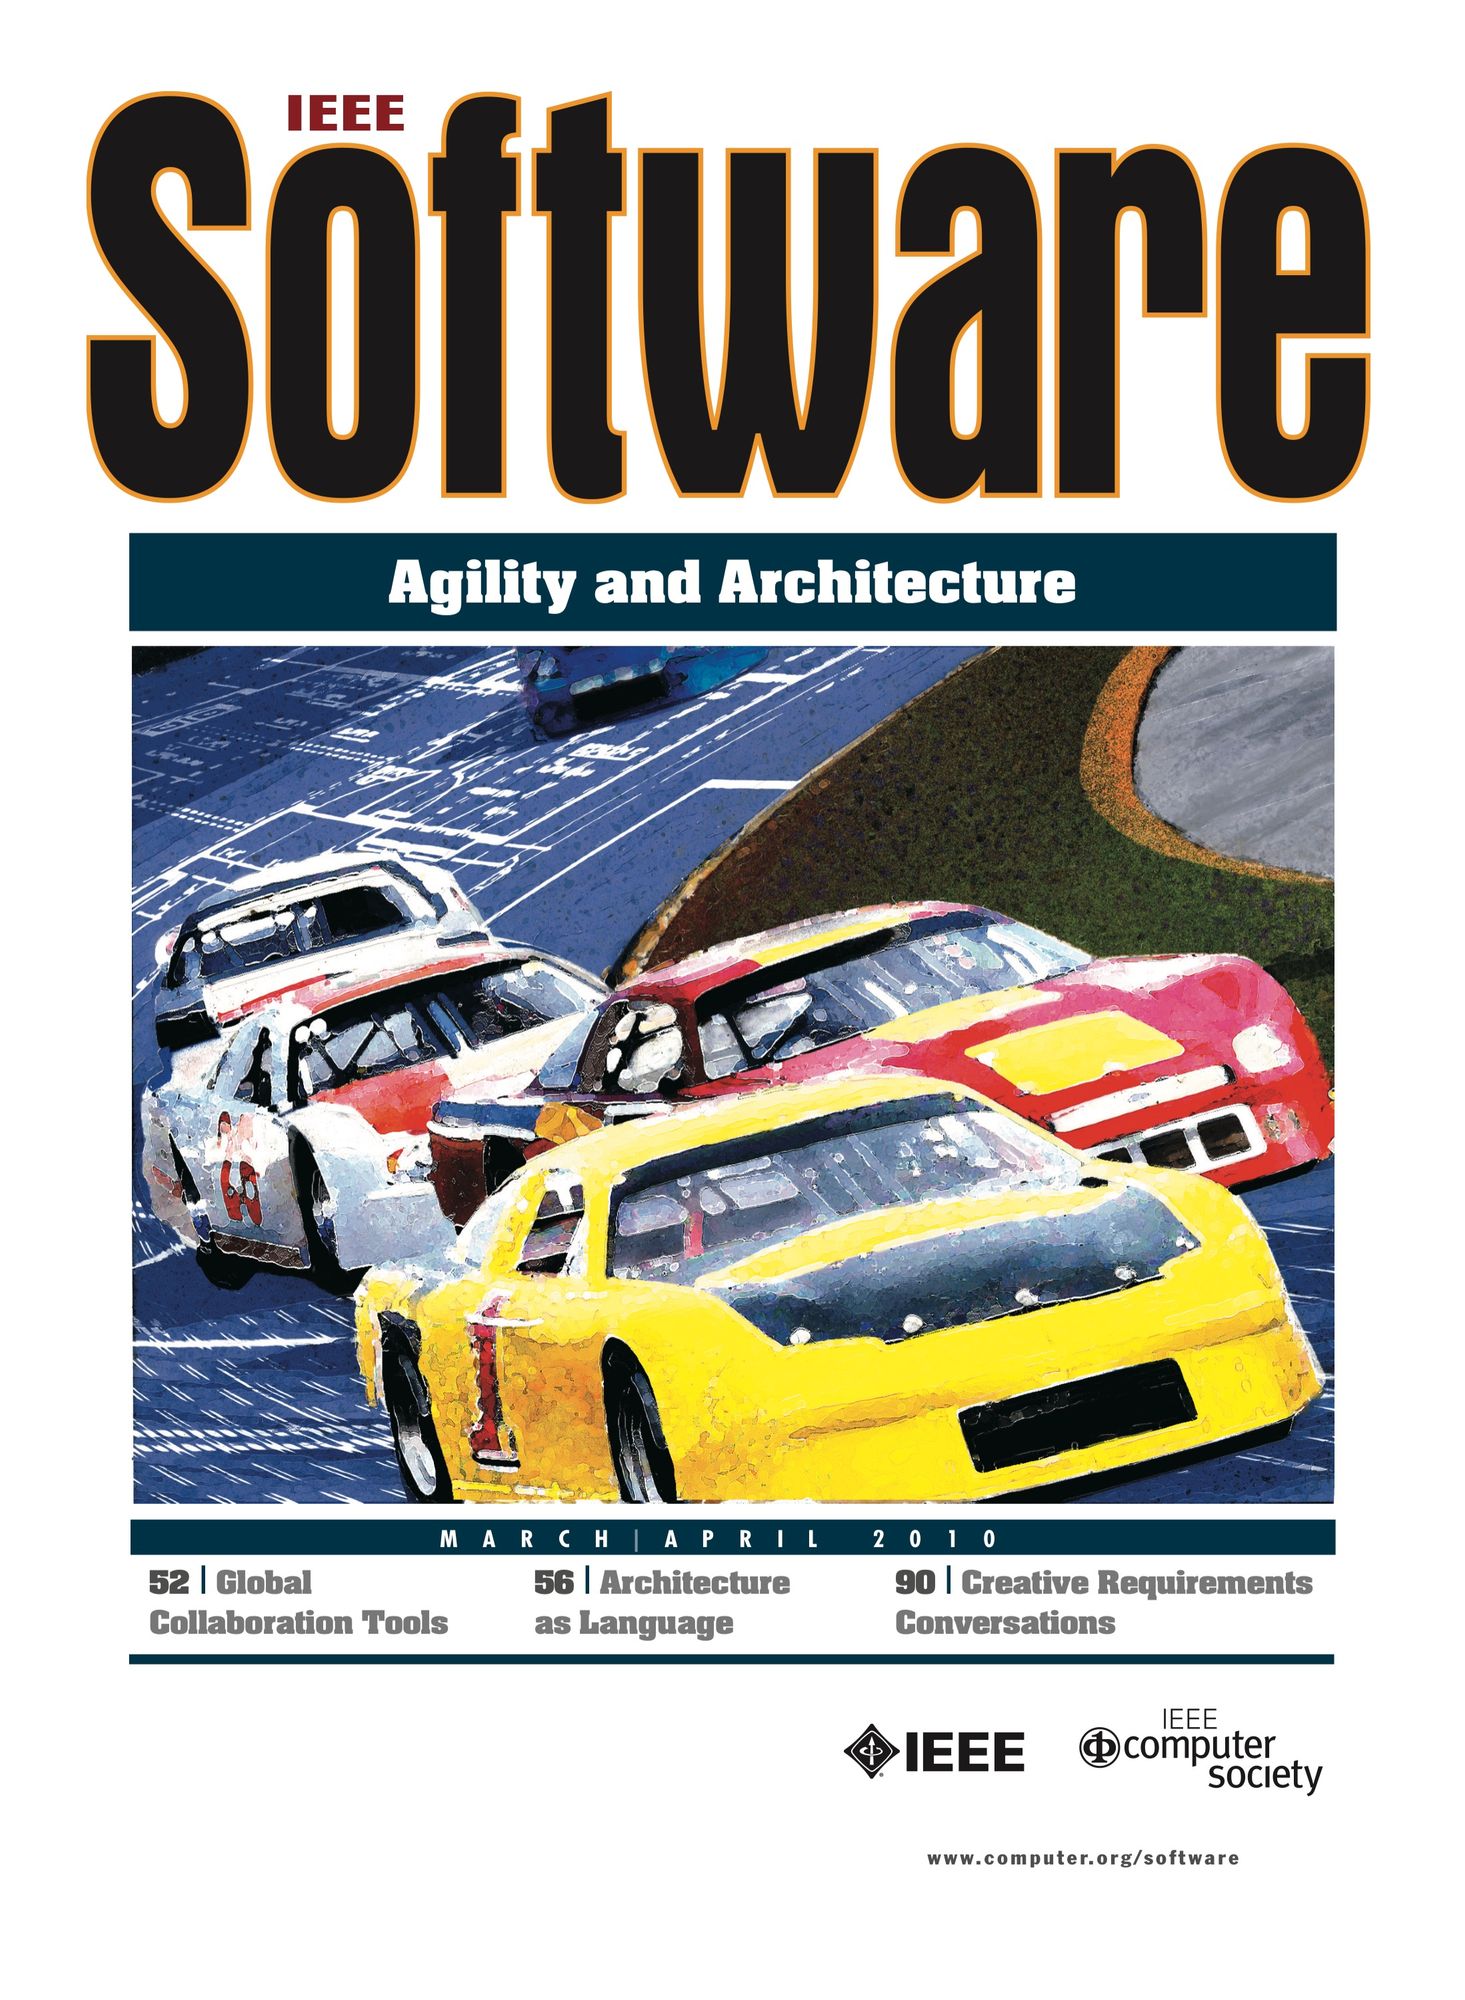 IEEE
Software
Agility and Architecture
1
MARCH|APRIL 2010
52 | Global
Collaboration Tools
56 | Architecture
as Language
90 | Creative Requirements
Conversations
IEEE
IEEE
computer
society
www.computer.org/software